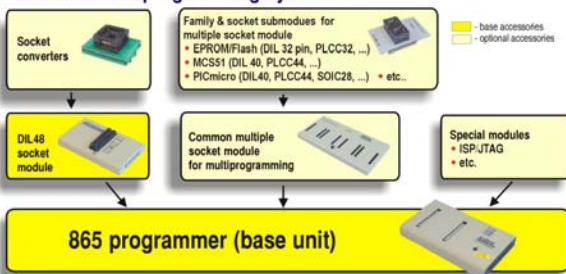 Socket
converters
Family & socket submodues for
multiple socket module
• EPROM/Flash (DIL 32 pin, PLCC32, ...)
• MCS51 (DIL 40, PLCC44, ...)
• PICmicro (DIL40, PLCC44, SOIC28, ...) • etc..
- base accessories
- optional accessories
DIL48
socket
module
Common multiple
socket module
for multiprogramming
Special modules
• ISP/JTAG
• etc.
865 programmer (base unit)